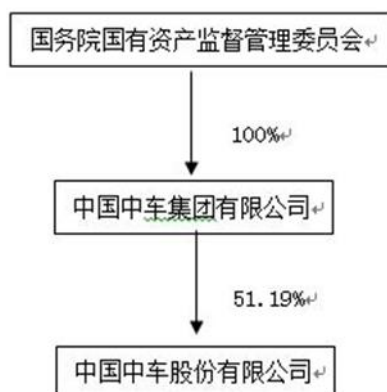 国务院国有资产监督管理委员会
100%
中国中车集团有限公司
51.19%
中国中车股份有限公司